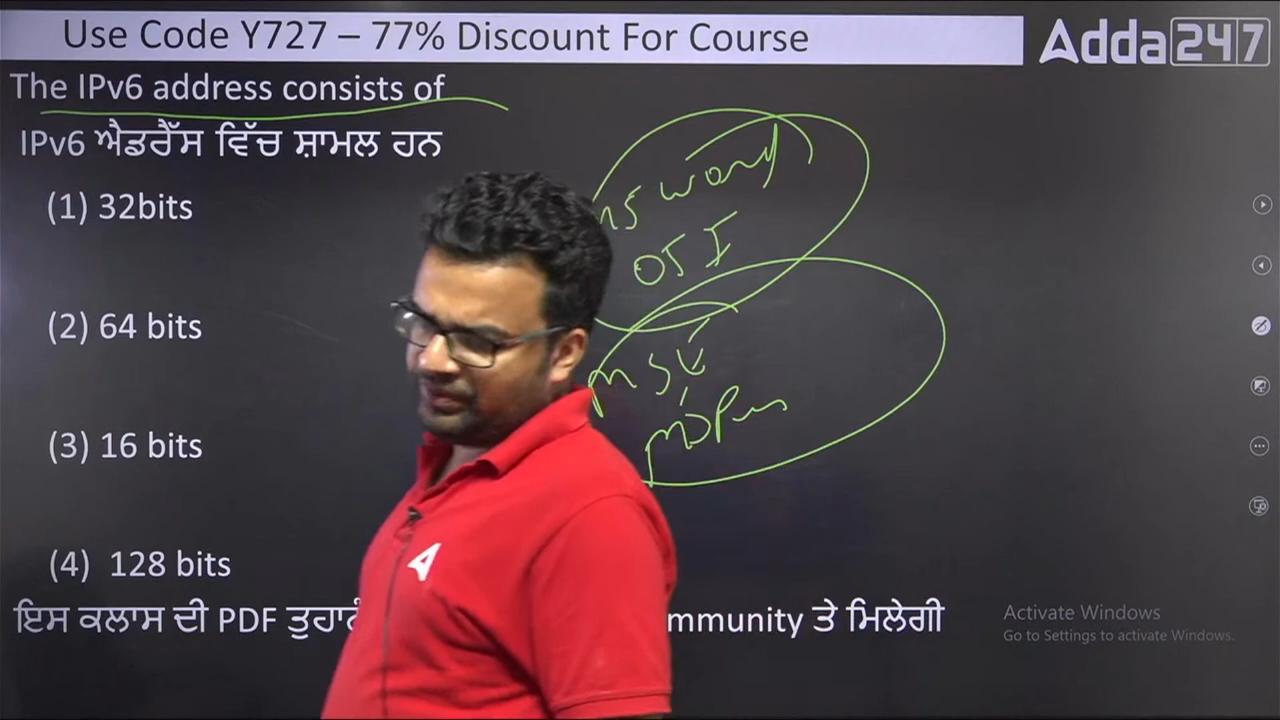 Use Code Y727 – 77% Discount For Course
Adda247
The IPv6 address consists of
IPv6 ਐਡਰੈੱਸ ਵਿੱਚ ਸ਼ਾਮਲ ਹਨ
(1) 32bits
(2) 64 bits
(3) 16 bits
(4) 128 bits
word
ਇਸ ਕਲਾਸ ਦੀ PDF mmunity ਤੇ ਮਿਲੇਗੀ
Activate Windows
Go to Settings to activate Windows.